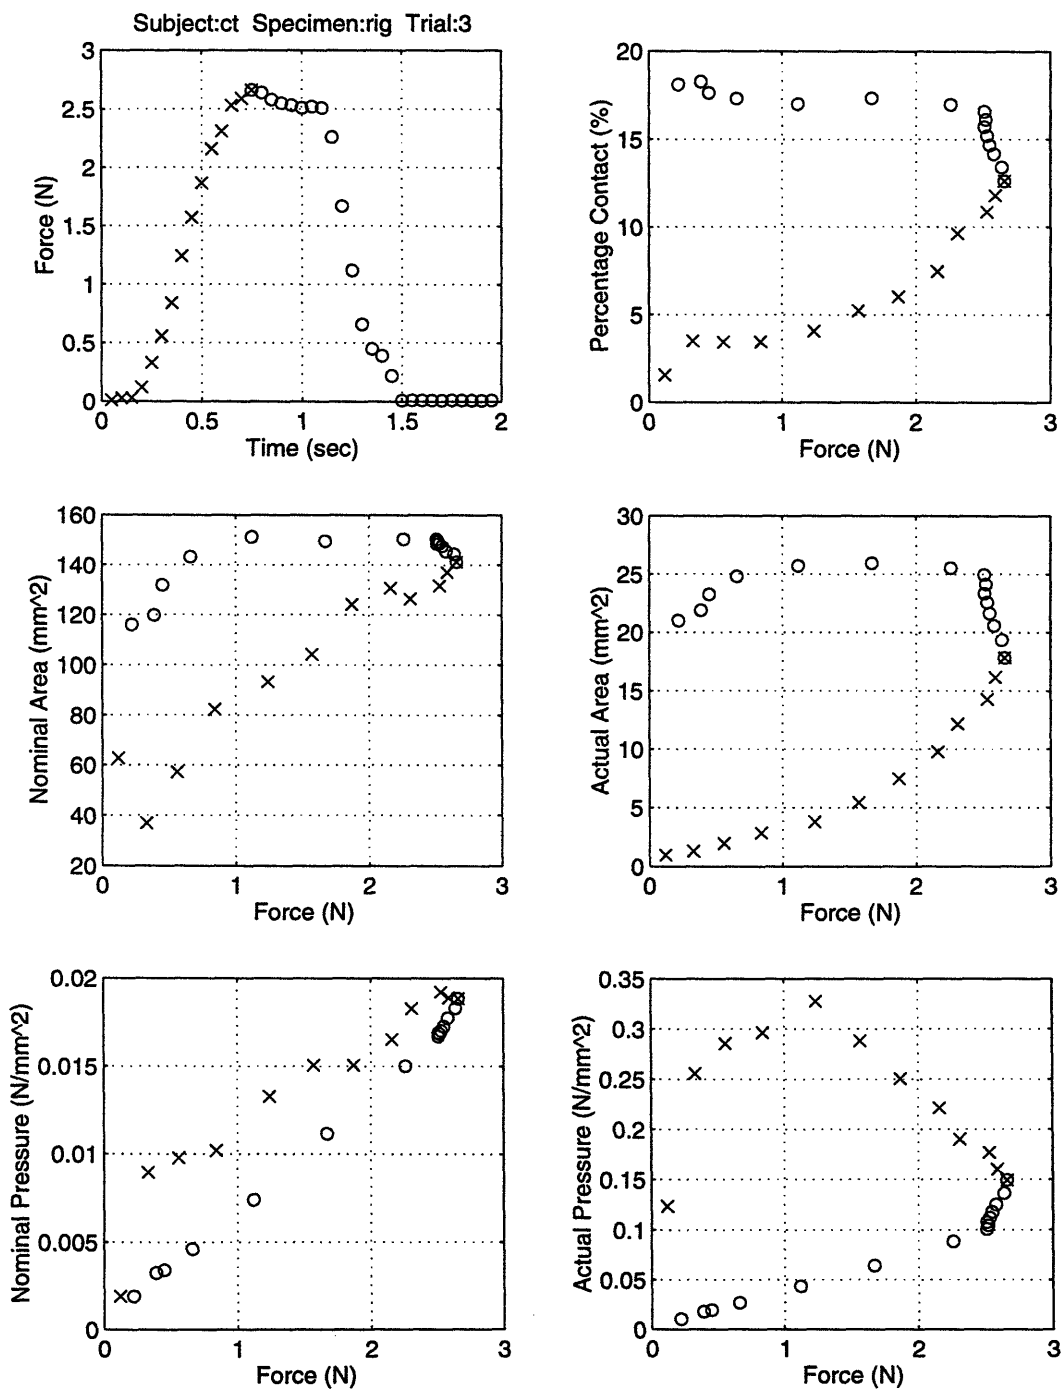 Subject:ct Specimen:rig Trial:3
3
2.5
2
1.5
1
0.5
0
Force (N)
0 0.5 1 1.5 2
Time (sec)
20
15
10
5
0
Percentage Contact (%)
0 1 2 3
Force (N)
160
140
120
100
80
60
40
20
Nominal Area (mm^2)
0 1 2 3
Force (N)
30
25
20
15
10
5
0
Actual Area (mm^2)
0 1 2 3
Force (N)
0.02
0.015
0.01
0.005
0
Nominal Pressure (N/mm^2)
0 1 2 3
Force (N)
0.35
0.3
0.25
0.2
0.15
0.1
0.05
0
Actual Pressure (N/mm^2)
0 1 2 3
Force (N)